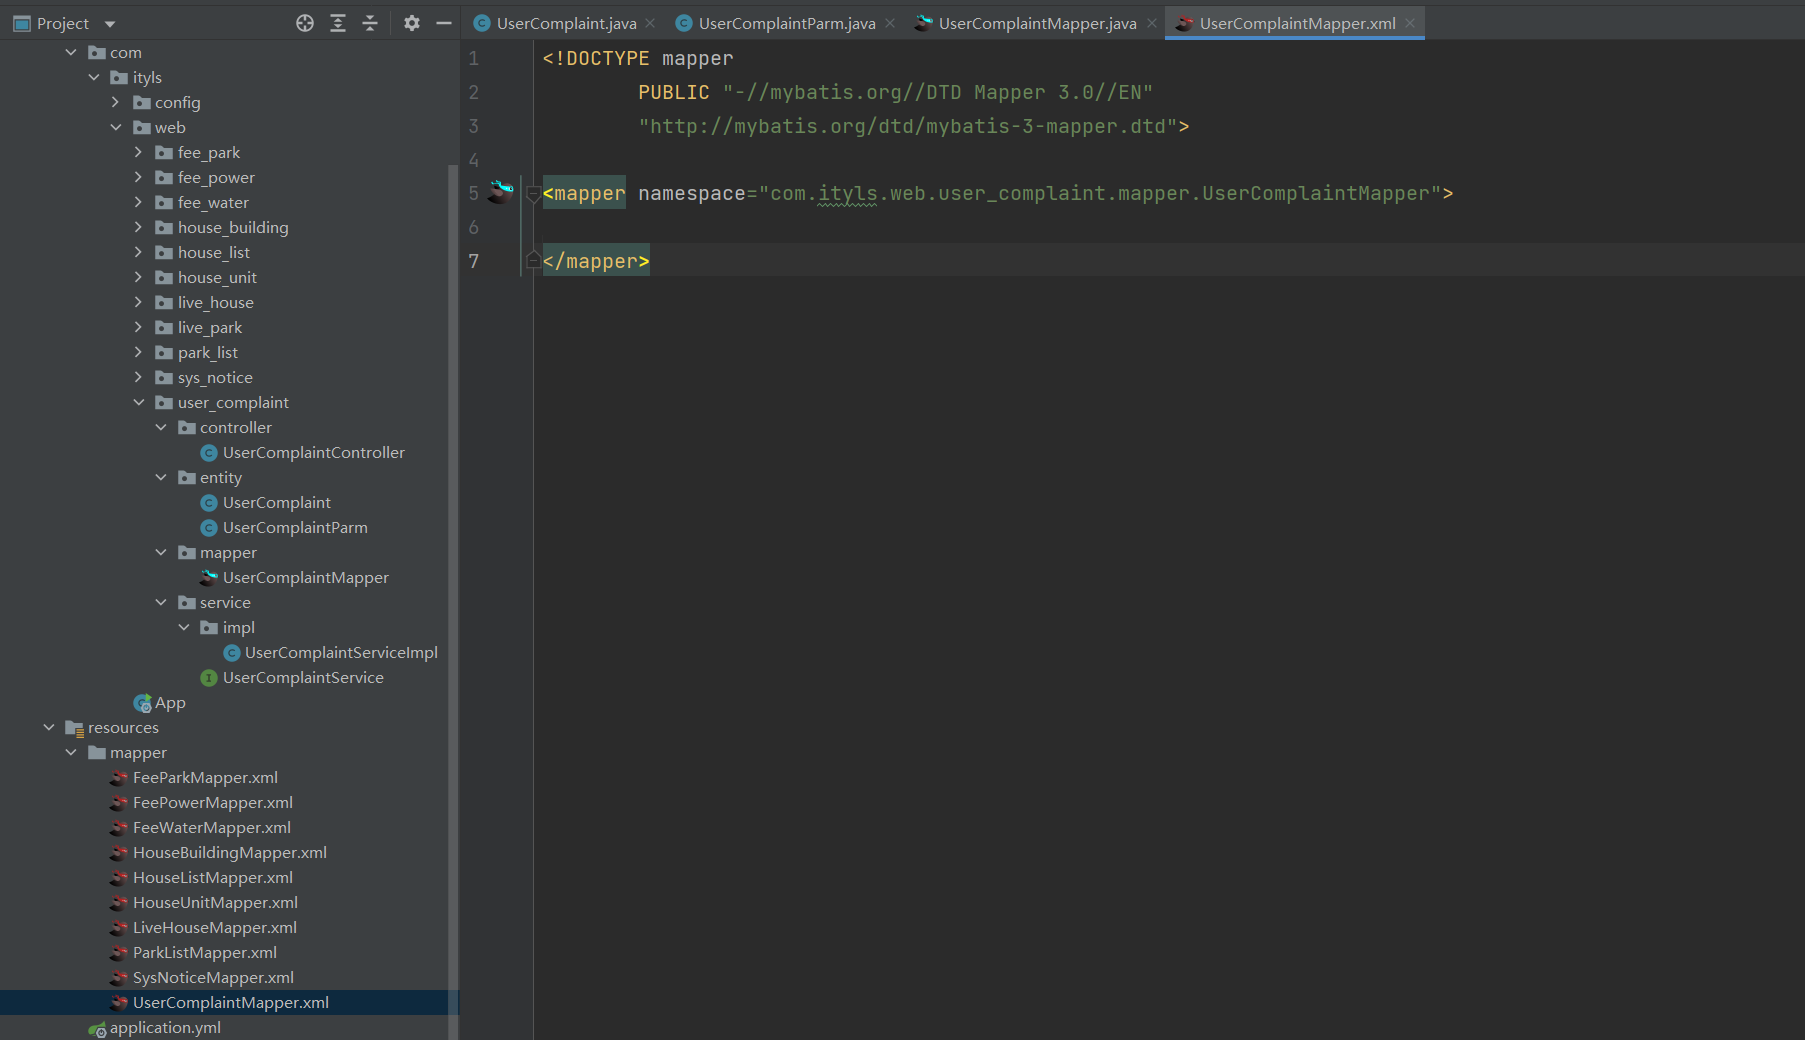 Project
com
ityls
config
web
fee_park
fee_power
fee_water
house_building
house_list
house_unit
live_house
live_park
park_list
sys_notice
user_complaint
controller
UserComplaintController
entity
UserComplaint
UserComplaintParm
mapper
UserComplaintMapper
service
impl
UserComplaintServiceImpl
UserComplaintService
App
resources
mapper
FeeParkMapper.xml
FeePowerMapper.xml
FeeWaterMapper.xml
HouseBuildingMapper.xml
HouseListMapper.xml
HouseUnitMapper.xml
LiveHouseMapper.xml
ParkListMapper.xml
SysNoticeMapper.xml
UserComplaintMapper.xml
application.yml
UserComplaint.java UserComplaintParm.java UserComplaintMapper.java UserComplaintMapper.xml
1 <!DOCTYPE mapper
2 PUBLIC "-//mybatis.org//DTD Mapper 3.0//EN"
3 "http://mybatis.org/dtd/mybatis-3-mapper.dtd">
4
5 <mapper namespace="com.ityls.web.user_complaint.mapper.UserComplaintMapper">
6
7 </mapper>